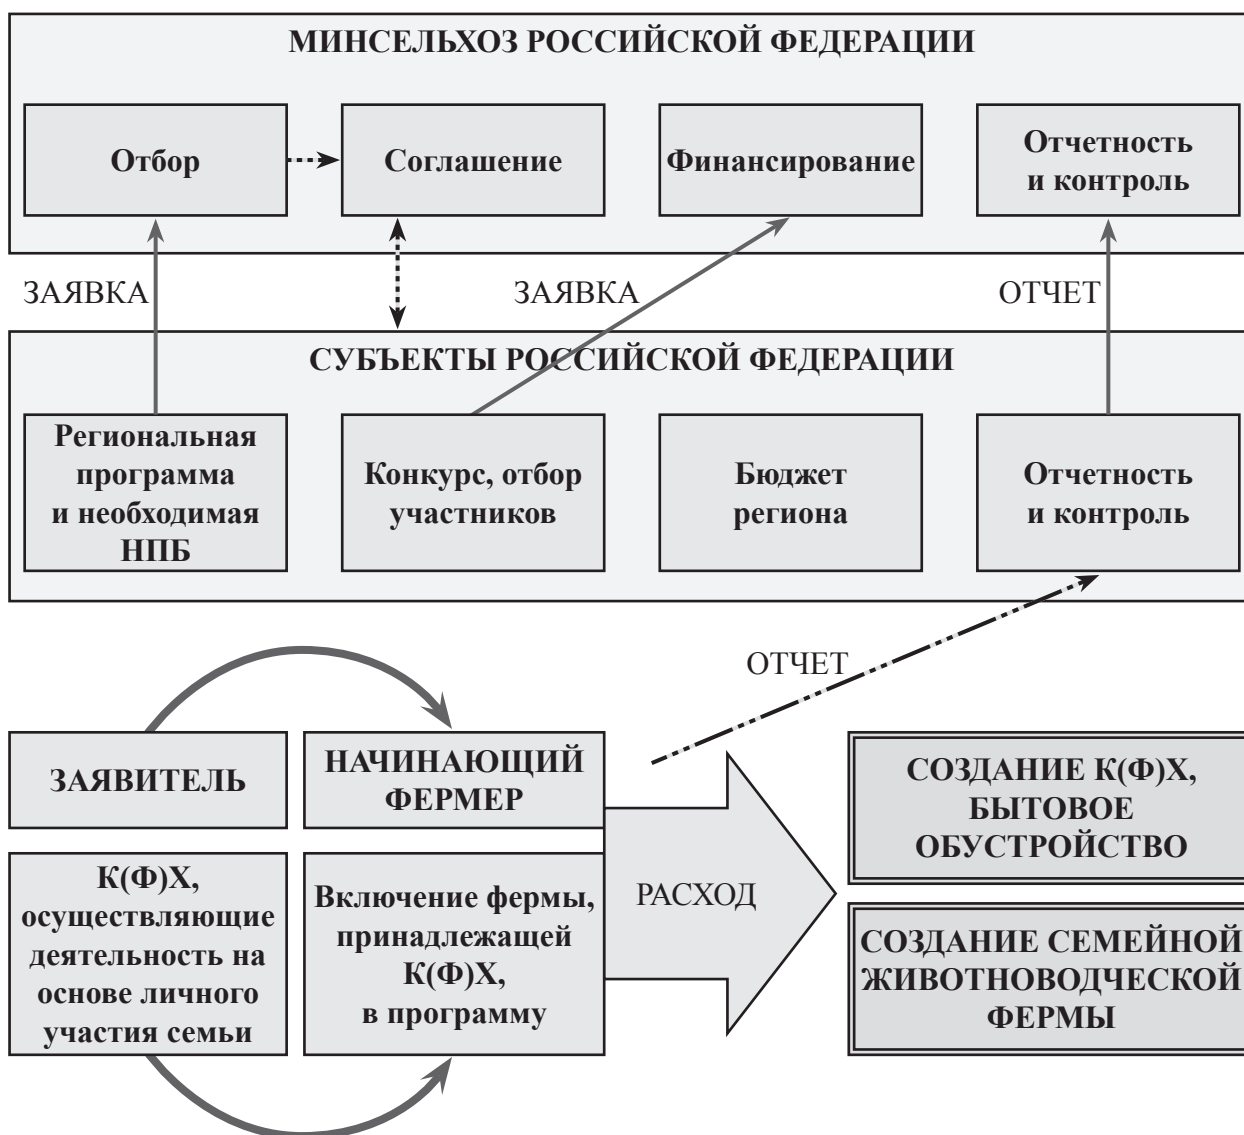 МИНСЕЛЬХОЗ РОССИЙСКОЙ ФЕДЕРАЦИИ
Отбор
Соглашение
Финансирование
Отчетность
и контроль
ЗАЯВКА
ЗАЯВКА
ОТЧЕТ
СУБЪЕКТЫ РОССИЙСКОЙ ФЕДЕРАЦИИ
Региональная
программа
и необходимая
НПБ
Конкурс, отбор
участников
Бюджет
региона
Отчетность
и контроль
ОТЧЕТ
ЗАЯВИТЕЛЬ
НАЧИНАЮЩИЙ
ФЕРМЕР
К(Ф)Х,
осуществляющие
деятельность на
основе личного
участия семьи
Включение фермы,
принадлежащей
К(Ф)Х,
в программу
РАСХОД
СОЗДАНИЕ К(Ф)Х,
БЫТОВОЕ
ОБУСТРОЙСТВО
СОЗДАНИЕ СЕМЕЙНОЙ
ЖИВОТНОВОДЧЕСКОЙ
ФЕРМЫ